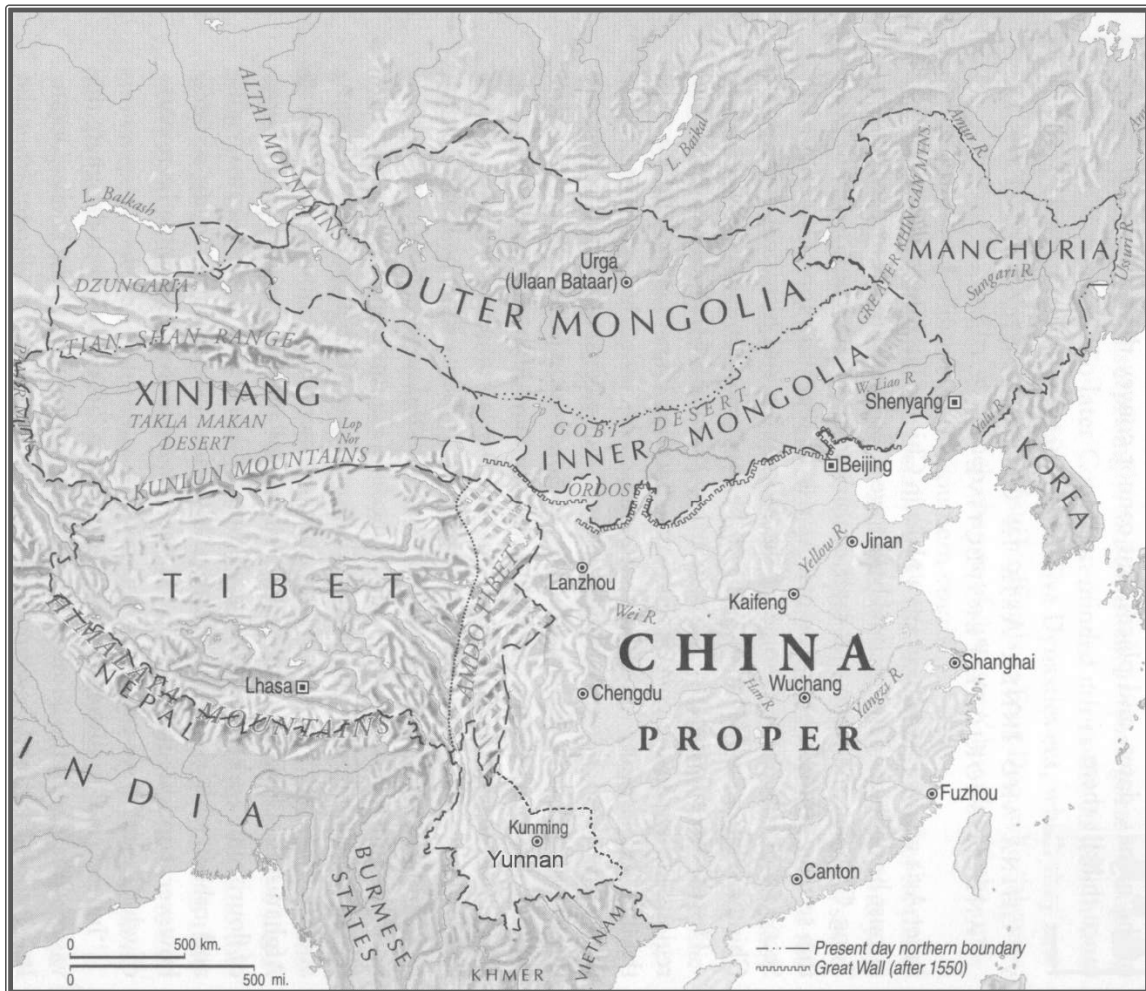 ALTAI MOUNTAINS
L. Baikal
Amur R.
L. Balkash
GREATER KHIN GAN MTNS.
MANCHURIA
Ussuri R.
Sungari R.
Urga
(Ulaan Bataar)
OUTER MONGOLIA
DZUNGARIA
TIAN SHAN RANGE
PAMIRS
XINJIANG
TAKLA MAKAN
DESERT
Lop
Nor
GOBI DESERT
INNER MONGOLIA
W. Liao R.
Shenyang
Yalu R.
KUNLUN MOUNTAINS
ORDOS
Beijing
KOREA
TIBET
AMDO TIBET
Lanzhou
Yellow R.
Jinan
Wei R.
Kaifeng
CHINA
PROPER
Lhasa
HIMALAYA MOUNTAINS
NEPAL
Chengdu
Han R.
Wuchang
Yangzi R.
Shanghai
INDIA
Fuzhou
Kunming
Yunnan
Canton
BURMESE
STATES
VIETNAM
KHMER
0 500 km.
0 500 mi.
Present day northern boundary
Great Wall (after 1550)